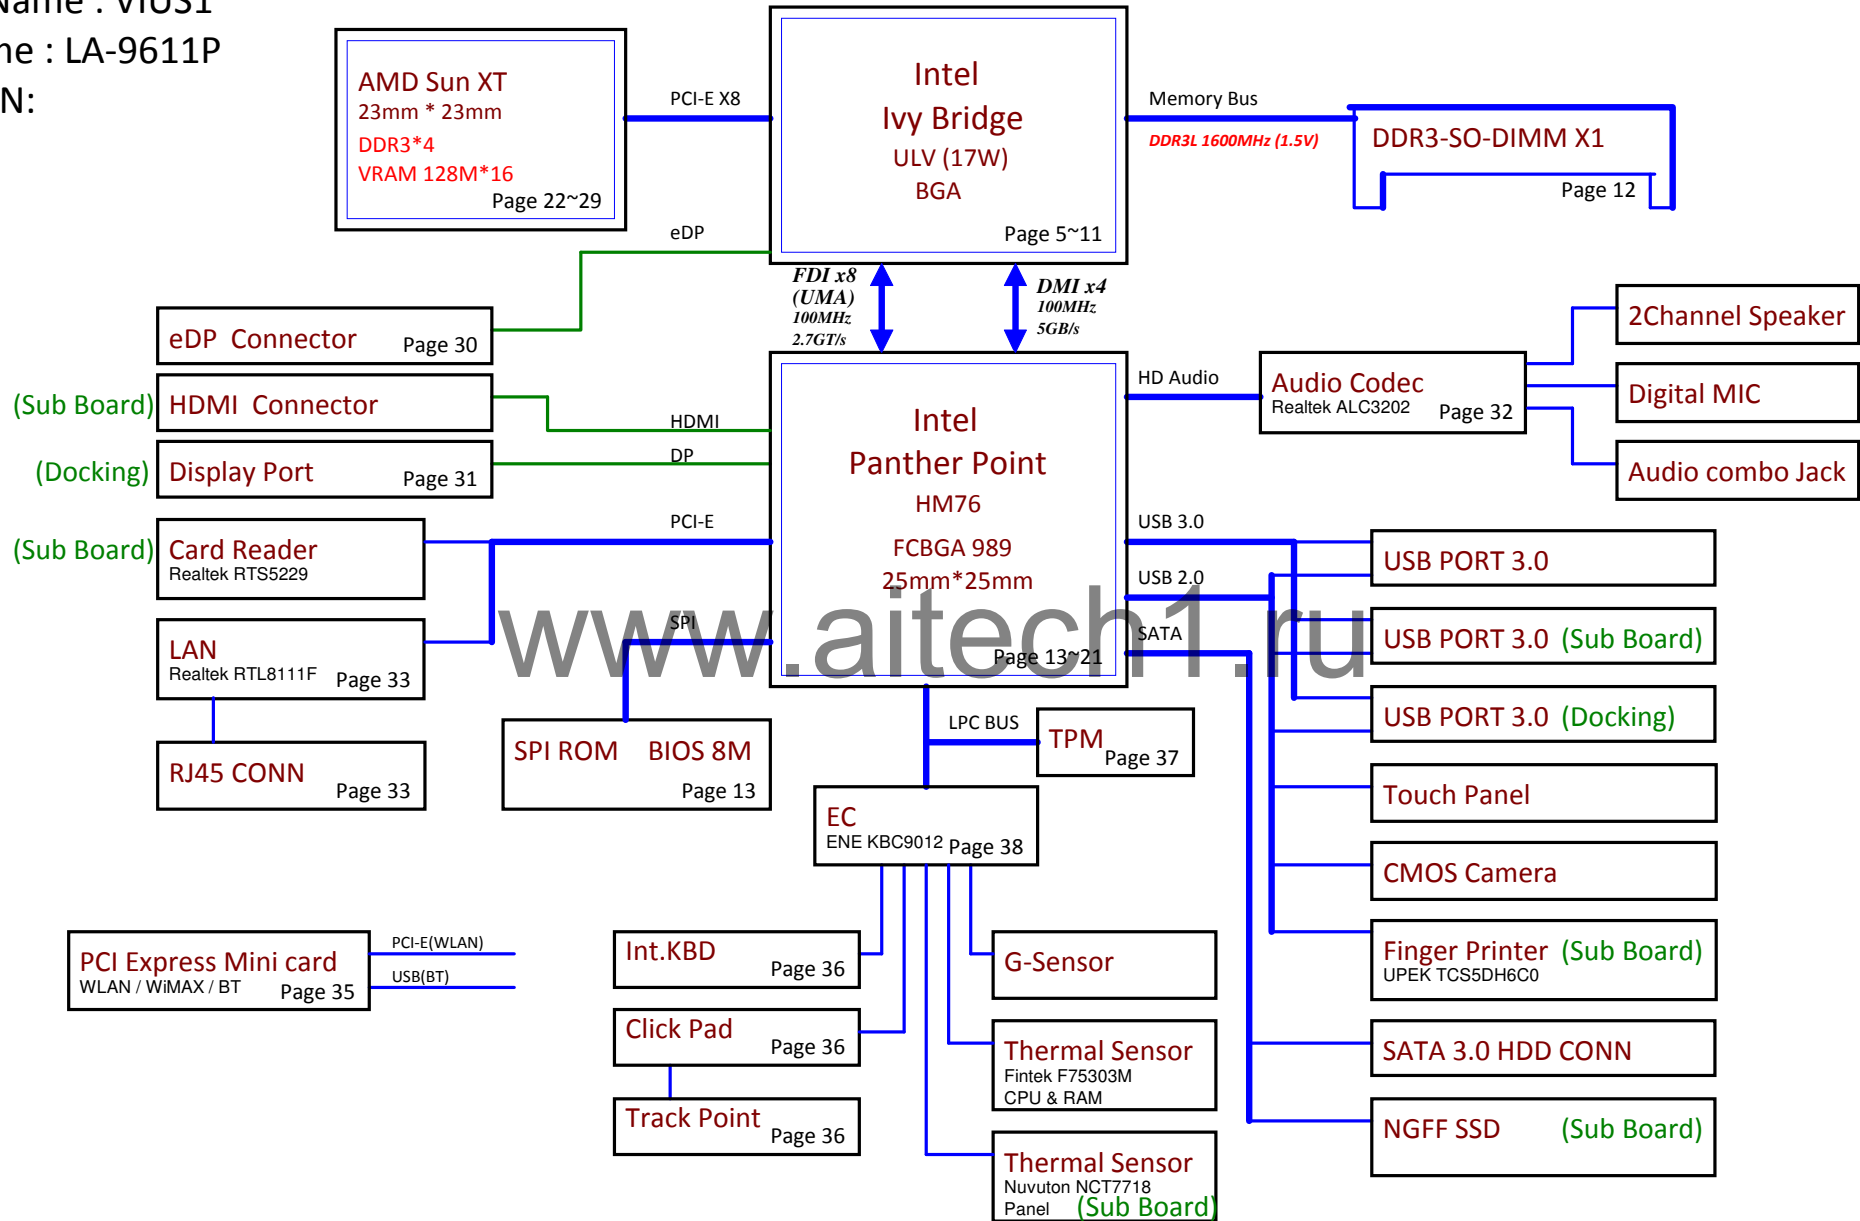 Name : VIUS1
ne : LA-9611P
N:
AMD Sun XT
23mm * 23mm
DDR3*4
VRAM 128M*16
Page 22~29
PCI-E X8
Intel
Ivy Bridge
ULV (17W)
BGA
Page 5~11
Memory Bus
DDR3L 1600MHz (1.5V)
DDR3-SO-DIMM X1
Page 12
eDP
FDI x8
(UMA)
100MHz
2.7GT/s
DMI x4
100MHz
5GB/s
eDP Connector
Page 30
(Sub Board)
HDMI Connector
HDMI
(Docking)
Display Port
Page 31
DP
Intel
Panther Point
HM76
FCBGA 989
25mm*25mm
Page 13~21
HD Audio
Audio Codec
Realtek ALC3202
Page 32
2Channel Speaker
Digital MIC
Audio combo Jack
(Sub Board)
Card Reader
Realtek RTS5229
PCI-E
LAN
Realtek RTL8111F
Page 33
RJ45 CONN
Page 33
SPI
SPI ROM BIOS 8M
Page 13
USB 3.0
USB 2.0
SATA
www.aitech1.ru
USB PORT 3.0
USB PORT 3.0 (Sub Board)
USB PORT 3.0 (Docking)
Touch Panel
CMOS Camera
Finger Printer (Sub Board)
UPEK TCS5DH6C0
SATA 3.0 HDD CONN
NGFF SSD (Sub Board)
LPC BUS
TPM
Page 37
EC
ENE KBC9012
Page 38
PCI Express Mini card
WLAN / WiMAX / BT
Page 35
PCI-E(WLAN)
USB(BT)
Int.KBD
Page 36
Click Pad
Page 36
Track Point
Page 36
G-Sensor
Thermal Sensor
Fintek F75303M
CPU & RAM
Thermal Sensor
Nuvuton NCT7718
Panel (Sub Board)